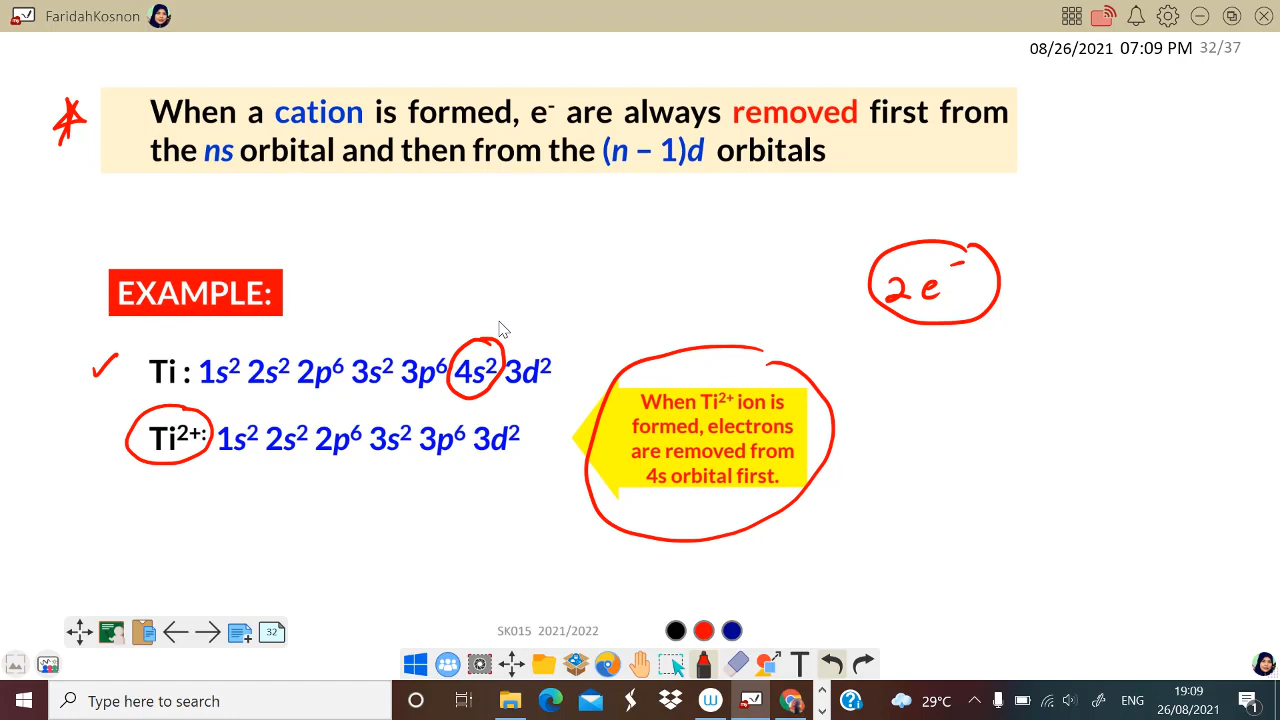 FaridahKosnon
08/26/2021 07:09 PM 32/37
When a cation is formed, e⁻ are always removed first from
the ns orbital and then from the (n − 1)d orbitals
2e⁻
EXAMPLE:
Ti : 1s² 2s² 2p⁶ 3s² 3p⁶ 4s² 3d²
Ti²⁺: 1s² 2s² 2p⁶ 3s² 3p⁶ 3d²
When Ti²⁺ ion is
formed, electrons
are removed from
4s orbital first.
32
SK015 2021/2022
T
Type here to search
W
29°C
ENG
19:09
26/08/2021
1